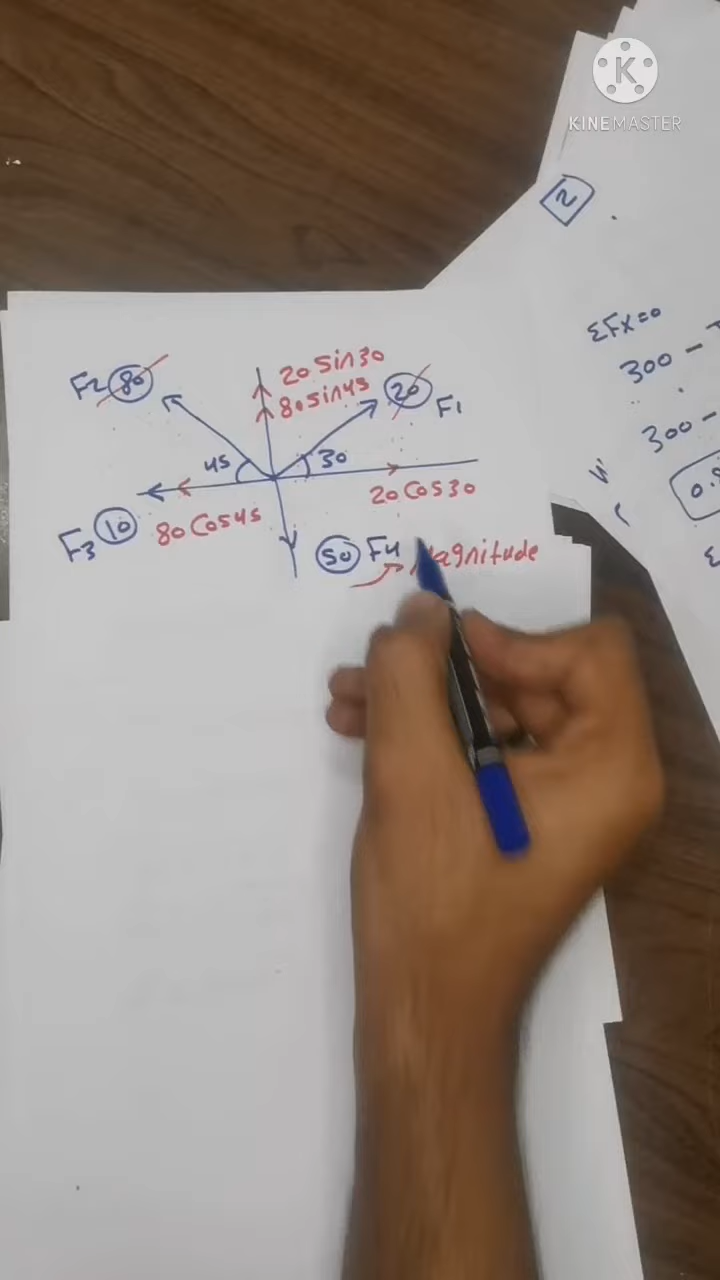 KINEMASTER
2
ΣFx=0
300 -
300 -
20 sin30
F2 80
80 sin45
20
F1
45
30
20 Cos30
F3 10
80 Cos45
50 F4
Magnitude